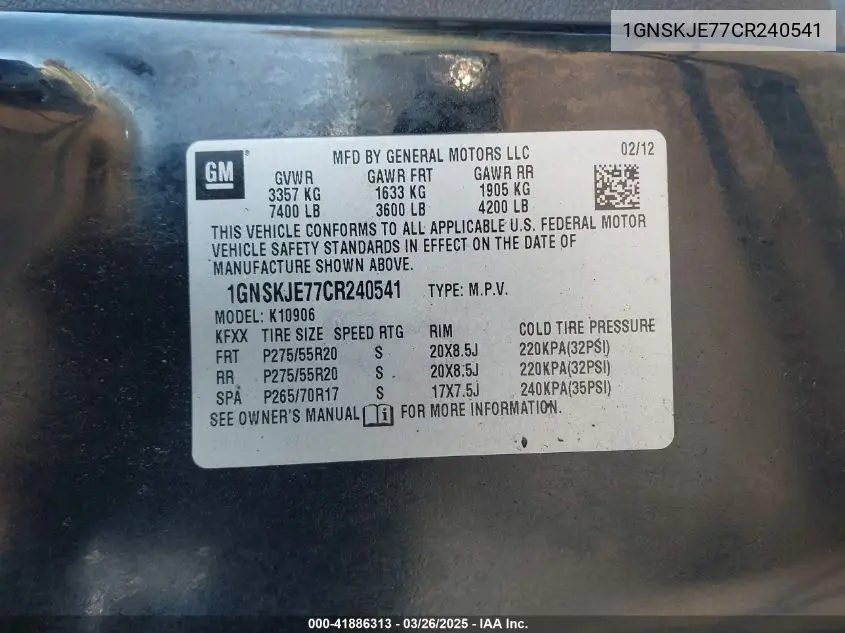 1GNSKJE77CR240541
GM
MFD BY GENERAL MOTORS LLC 02/12
GVWR GAWR FRT GAWR RR
3357 KG 1633 KG 1905 KG
7400 LB 3600 LB 4200 LB
THIS VEHICLE CONFORMS TO ALL APPLICABLE U.S. FEDERAL MOTOR
VEHICLE SAFETY STANDARDS IN EFFECT ON THE DATE OF
MANUFACTURE SHOWN ABOVE.
1GNSKJE77CR240541 TYPE: M.P.V.
MODEL: K10906
KFXX TIRE SIZE SPEED RTG RIM COLD TIRE PRESSURE
FRT P275/55R20 S 20X8.5J 220KPA(32PSI)
RR P275/55R20 S 20X8.5J 220KPA(32PSI)
SPA P265/70R17 S 17X7.5J 240KPA(35PSI)
SEE OWNER'S MANUAL i FOR MORE INFORMATION.
000-41886313 / 03/26/2025 - IAA Inc.